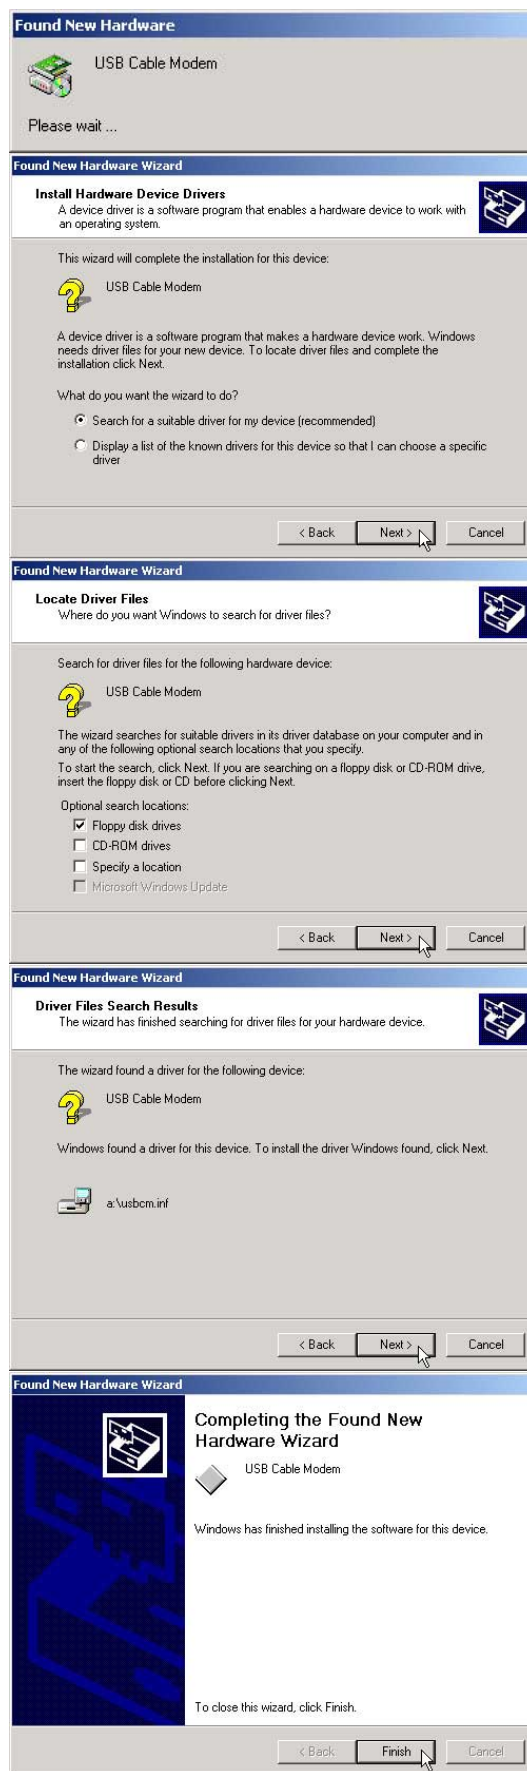 Found New Hardware
USB Cable Modem
Please wait ...
Found New Hardware Wizard
Install Hardware Device Drivers
A device driver is a software program that enables a hardware device to work with
an operating system.
This wizard will complete the installation for this device:
USB Cable Modem
A device driver is a software program that makes a hardware device work. Windows
needs driver files for your new device. To locate driver files and complete the
installation click Next.
What do you want the wizard to do?
Search for a suitable driver for my device (recommended)
Display a list of the known drivers for this device so that I can choose a specific
driver
< Back Next > Cancel
Found New Hardware Wizard
Locate Driver Files
Where do you want Windows to search for driver files?
Search for driver files for the following hardware device:
USB Cable Modem
The wizard searches for suitable drivers in its driver database on your computer and in
any of the following optional search locations that you specify.
To start the search, click Next. If you are searching on a floppy disk or CD-ROM drive,
insert the floppy disk or CD before clicking Next.
Optional search locations:
Floppy disk drives
CD-ROM drives
Specify a location
Microsoft Windows Update
< Back Next > Cancel
Found New Hardware Wizard
Driver Files Search Results
The wizard has finished searching for driver files for your hardware device.
The wizard found a driver for the following device:
USB Cable Modem
Windows found a driver for this device. To install the driver Windows found, click Next.
a:\usbcm.inf
< Back Next > Cancel
Found New Hardware Wizard
Completing the Found New
Hardware Wizard
USB Cable Modem
Windows has finished installing the software for this device.
To close this wizard, click Finish.
< Back Finish Cancel